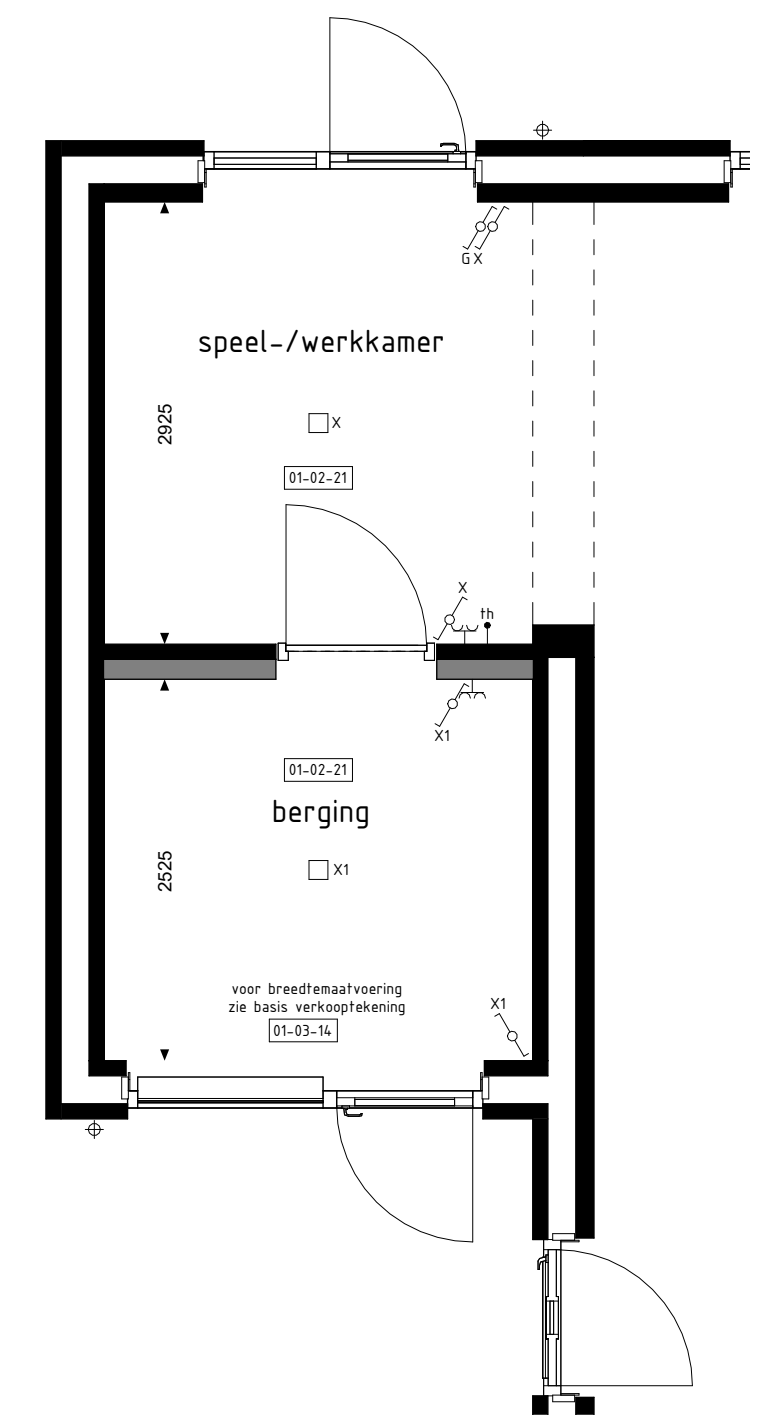 G X
speel-/werkkamer
2925
X
01-02-21
X
th
X1
01-02-21
berging
2525
X1
voor breedtemaatvoering
zie basis verkooptekening
01-03-14
X1